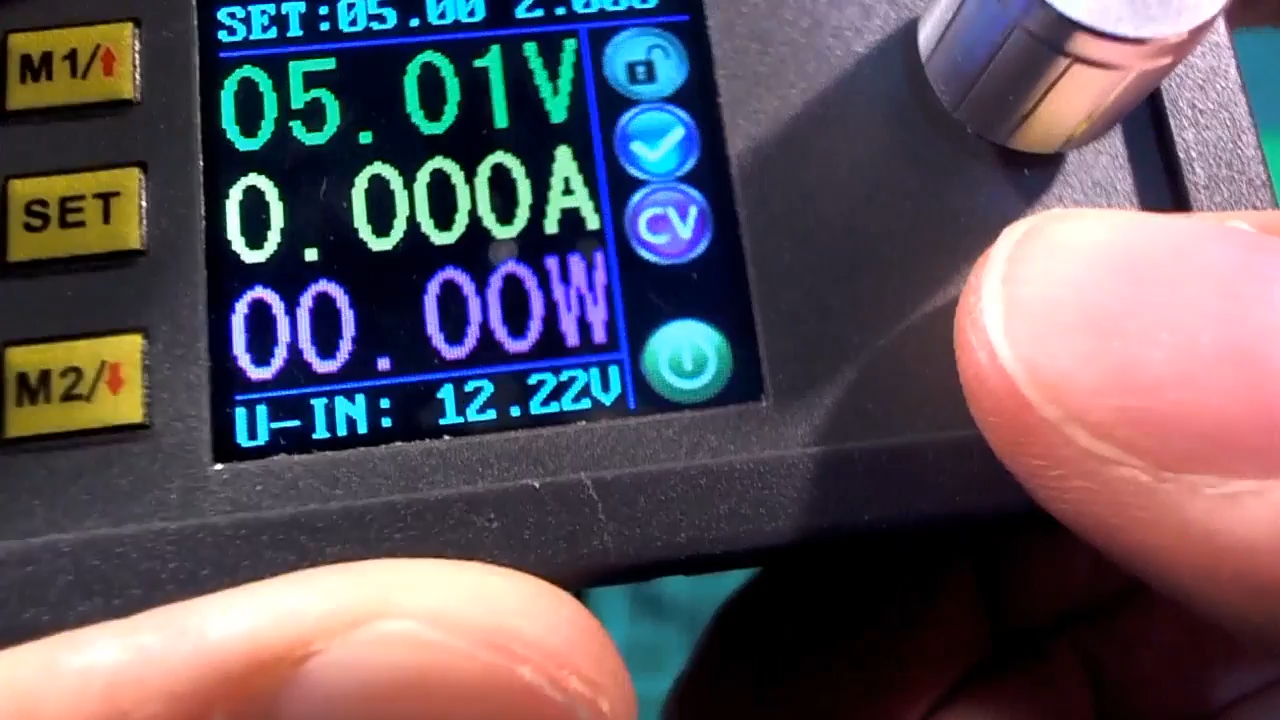 SET:05.00
M1/↑
05.01V
SET
0.000A
CV
00.00W
M2/↓
U-IN: 12.22V